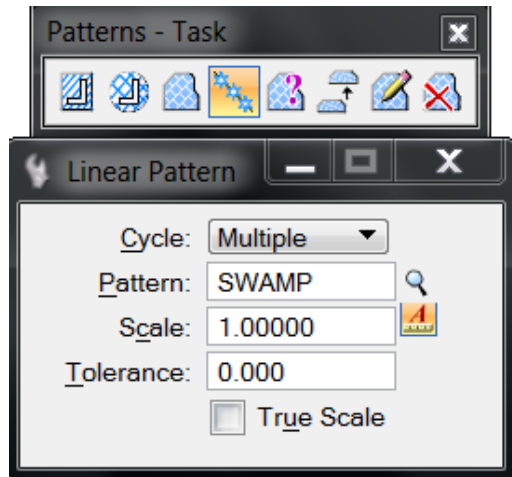 Patterns - Task
Linear Pattern
Cycle: Multiple
Pattern: SWAMP
Scale: 1.00000
Tolerance: 0.000
True Scale